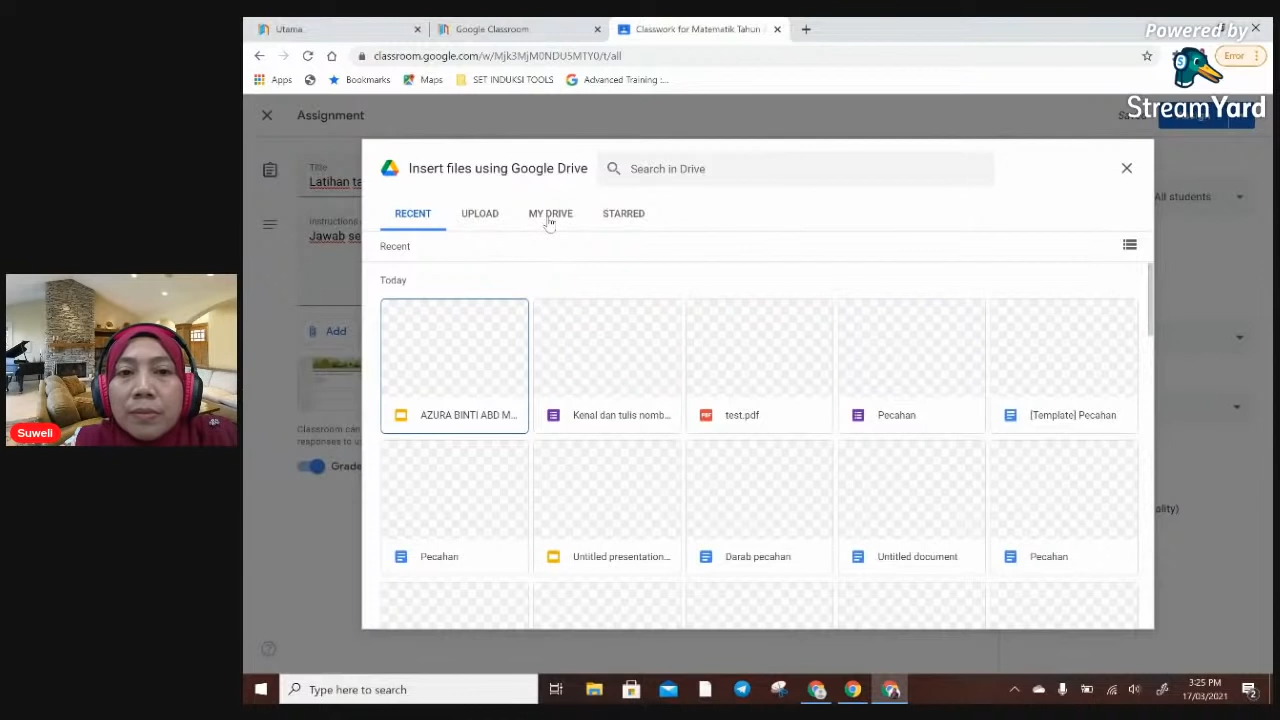 Utama
Google Classroom
Classwork for Matematik Tahun
Powered by
classroom.google.com/w/Mjk3MjM0NDU5MTY0/t/all
Error
Apps
Bookmarks
Maps
SET INDUKSI TOOLS
Advanced Training :...
StreamYard
Assignment
Title
Latihan ta
Instructions
Jawab se
Add
Classroom can
responses to u
Grade
Insert files using Google Drive
Search in Drive
RECENT
UPLOAD
MY DRIVE
STARRED
Recent
Today
AZURA BINTI ABD M...
Kenal dan tulis nomb...
PDF
test.pdf
Pecahan
[Template] Pecahan
Pecahan
Untitled presentation...
Darab pecahan
Untitled document
Pecahan
All students
ality)
Suwell
Type here to search
3:25 PM
17/03/2021
2